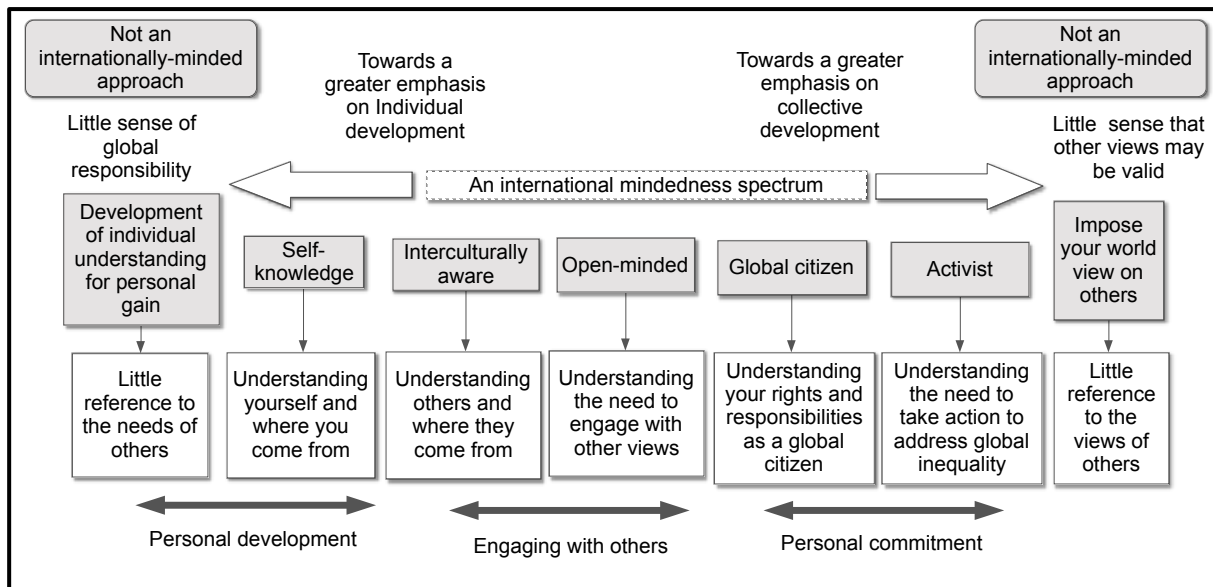 Not an
internationally-minded
approach
Towards a
greater emphasis
on Individual
development
Towards a greater
emphasis on
collective
development
Not an
internationally-minded
approach
Little sense of
global
responsibility
Little sense that
other views may
be valid
An international mindedness spectrum
Development
of individual
understanding
for personal
gain
Self-
knowledge
Interculturally
aware
Open-minded
Global citizen
Activist
Impose
your world
view on
others
Little
reference to
the needs of
others
Understanding
yourself and
where you
come from
Understanding
others and
where they
come from
Understanding
the need to
engage with
other views
Understanding
your rights and
responsibilities
as a global
citizen
Understanding
the need to
take action to
address global
inequality
Little
reference
to the
views of
others
Personal development
Engaging with others
Personal commitment